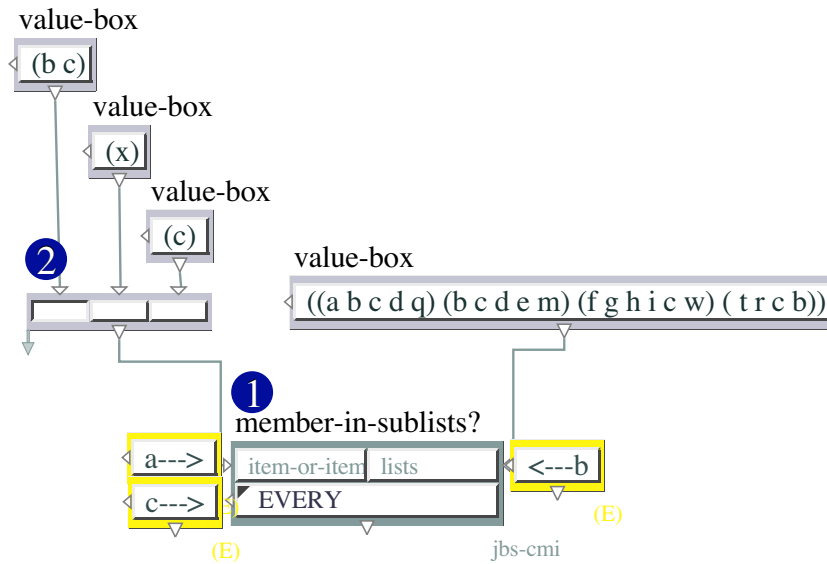 value-box
(b c)
value-box
(x)
value-box
(c)
2
value-box
((a b c d q) (b c d e m) (f g h i c w) ( t r c b))
1
member-in-sublists?
a--->
item-or-item
lists
<---b
c--->
EVERY
(E)
(E)
jbs-cmi